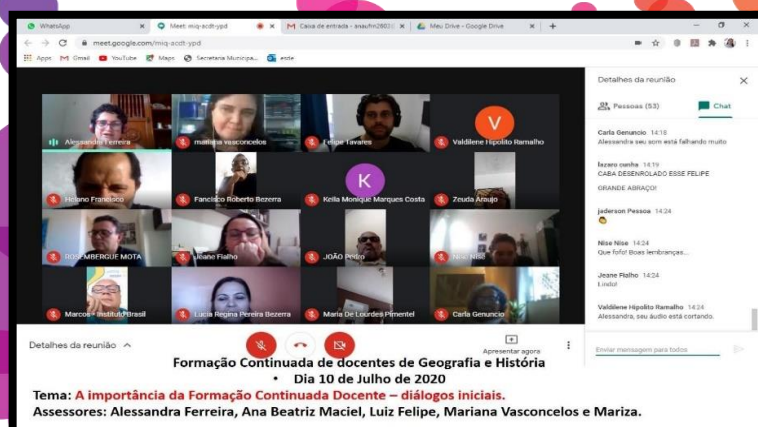 WhatsApp
Meet: miq-acdt-ypd
Caixa de entrada - anaufrn2602@
Meu Drive - Google Drive
meet.google.com/miq-acdt-ypd
Apps
Gmail
YouTube
Maps
Secretaria Municipa...
esde
Alessandra Ferreira
mariana vasconcelos
Felipe Tavares
V
Valdilene Hipolito Ramalho
Helano Francisco
Fancisco Roberto Bezerra
K
Keila Monique Marques Costa
Zeuda Araujo
ROSEMBERGUE MOTA
Jeane Fialho
JOÃO Pedro
Nise Nise
Marcos - Instituto Brasil
Lucia Regina Pereira Bezerra
Maria De Lourdes Pimentel
Carla Genuncio
Detalhes da reunião
Apresentar agora
Detalhes da reunião
Pessoas (53)
Chat
Carla Genuncio 14:18
Alessandra seu som está falhando muito
lazaro cunha 14:19
CABA DESENROLADO ESSE FELIPE
GRANDE ABRAÇO!
jaderson Pessoa 14:24
Nise Nise 14:24
Que fofo! Boas lembranças...
Jeane Fialho 14:24
Lindo!
Valdilene Hipolito Ramalho 14:24
Alessandra, seu áudio está cortando.
Enviar mensagem para todos
Formação Continuada de docentes de Geografia e História
• Dia 10 de Julho de 2020
Tema: A importância da Formação Continuada Docente – diálogos iniciais.
Assessores: Alessandra Ferreira, Ana Beatriz Maciel, Luiz Felipe, Mariana Vasconcelos e Mariza.